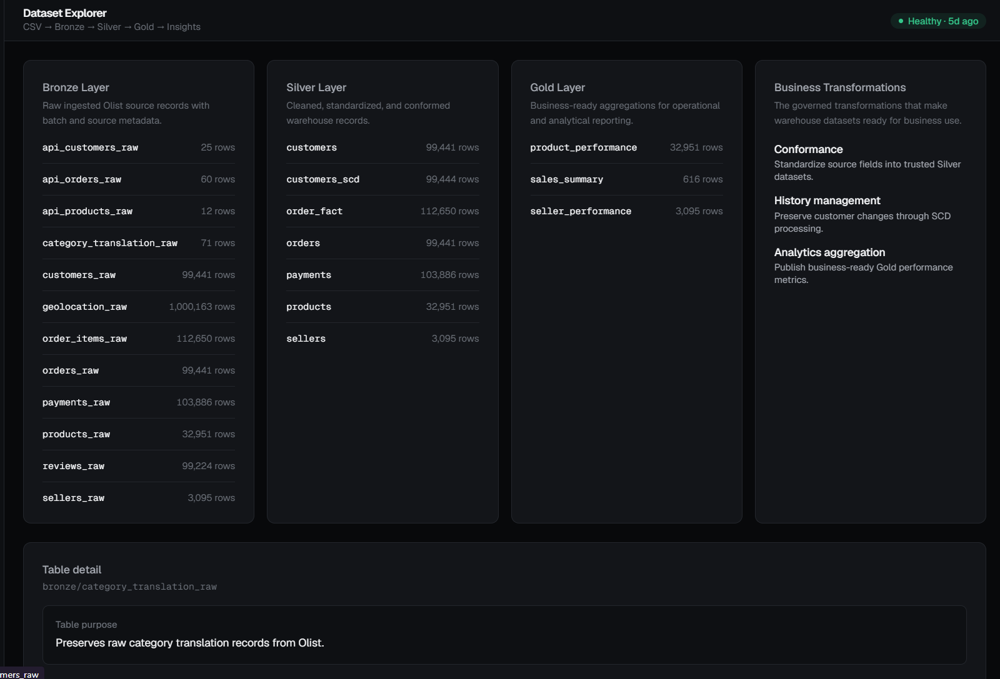 Dataset Explorer
CSV → Bronze → Silver → Gold → Insights
Healthy · 5d ago
Bronze Layer
Raw ingested Olist source records with
batch and source metadata.
api_customers_raw 25 rows
api_orders_raw 60 rows
api_products_raw 12 rows
category_translation_raw 71 rows
customers_raw 99,441 rows
geolocation_raw 1,000,163 rows
order_items_raw 112,650 rows
orders_raw 99,441 rows
payments_raw 103,886 rows
products_raw 32,951 rows
reviews_raw 99,224 rows
sellers_raw 3,095 rows
Silver Layer
Cleaned, standardized, and conformed
warehouse records.
customers 99,441 rows
customers_scd 99,444 rows
order_fact 112,650 rows
orders 99,441 rows
payments 103,886 rows
products 32,951 rows
sellers 3,095 rows
Gold Layer
Business-ready aggregations for operational
and analytical reporting.
product_performance 32,951 rows
sales_summary 616 rows
seller_performance 3,095 rows
Business Transformations
The governed transformations that make
warehouse datasets ready for business use.
Conformance
Standardize source fields into trusted Silver
datasets.
History management
Preserve customer changes through SCD
processing.
Analytics aggregation
Publish business-ready Gold performance
metrics.
Table detail
bronze/category_translation_raw
Table purpose
Preserves raw category translation records from Olist.
mers_raw